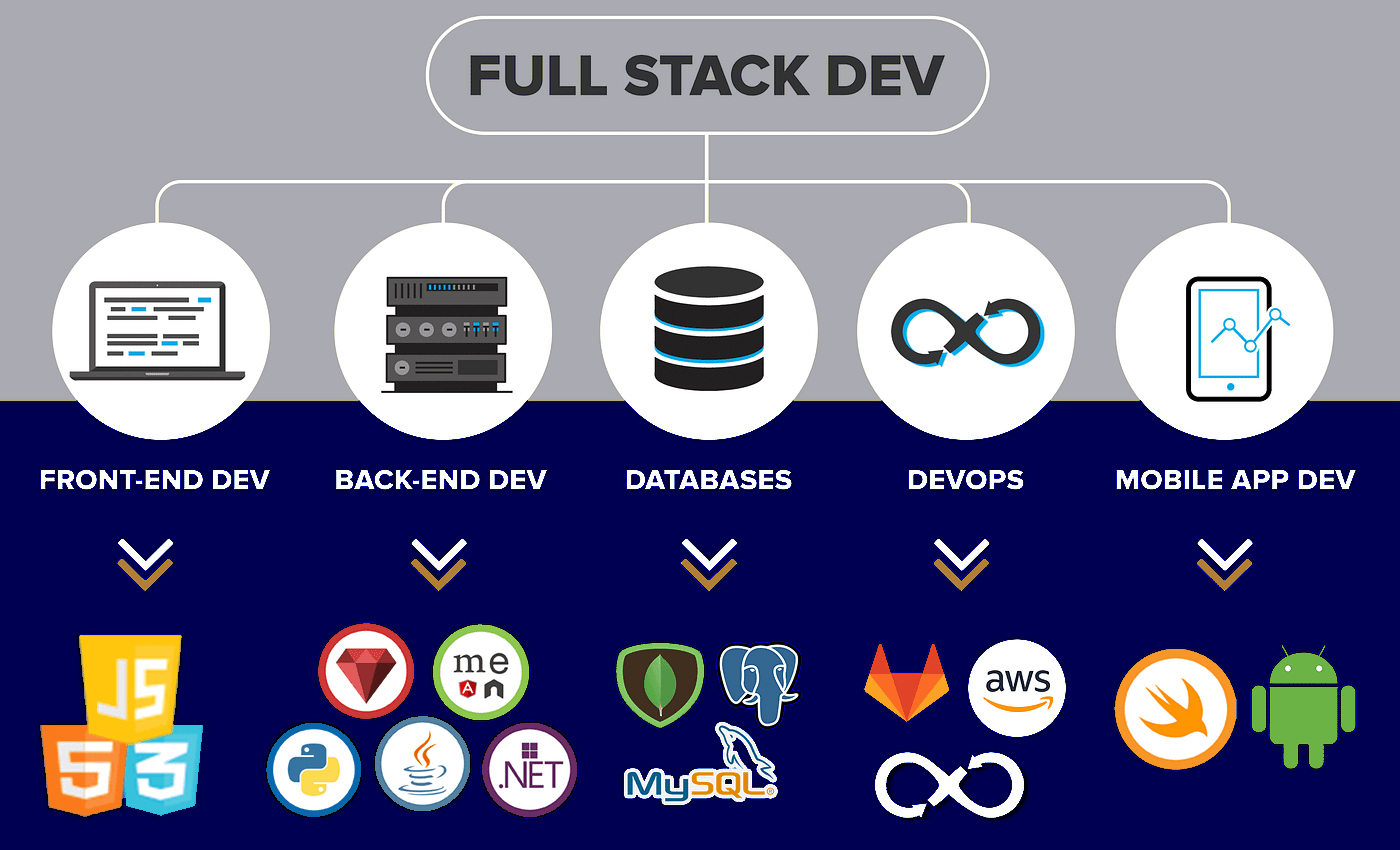 FULL STACK DEV
FRONT-END DEV
BACK-END DEV
DATABASES
DEVOPS
MOBILE APP DEV
JS
5
3
me
A
.NET
MySQL®
aws